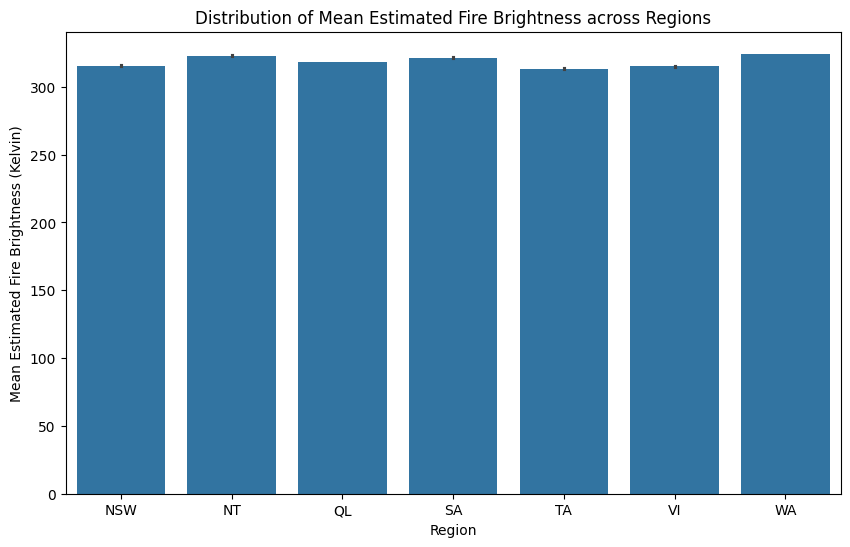 Distribution of Mean Estimated Fire Brightness across Regions
Mean Estimated Fire Brightness (Kelvin)
300
250
200
150
100
50
0
NSW NT QL SA TA VI WA
Region